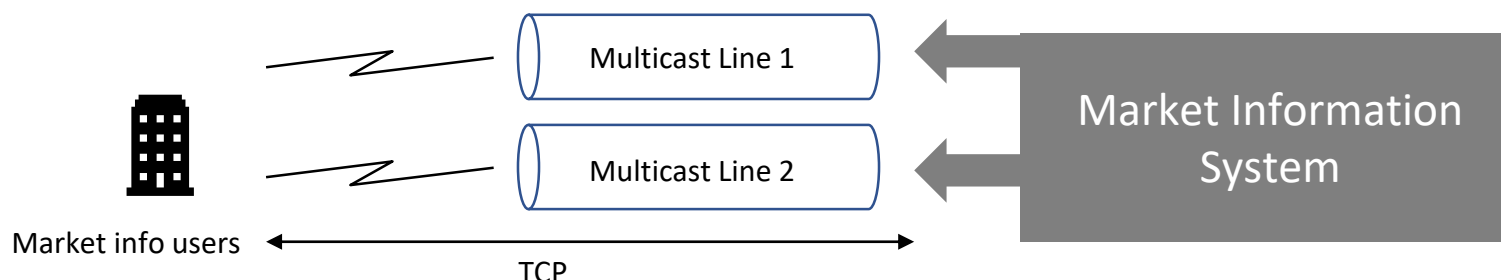 Multicast Line 1
Multicast Line 2
Market Information
System
Market info users
TCP